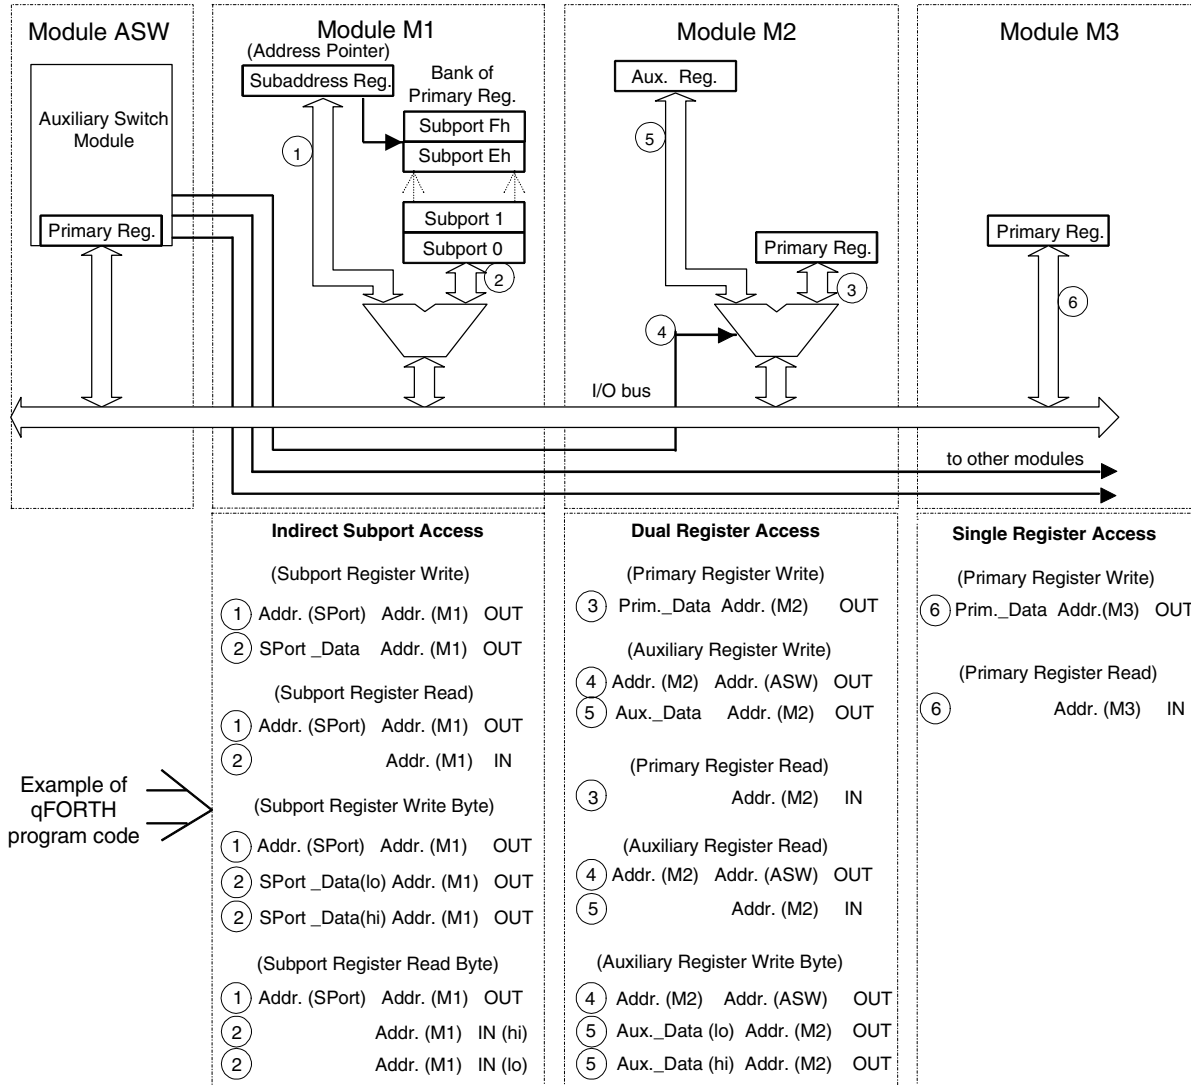 Module ASW
Auxiliary Switch
Module
Primary Reg.
Module M1
(Address Pointer)
Subaddress Reg.
Bank of
Primary Reg.
Subport Fh
Subport Eh
Subport 1
Subport 0
1
2
Module M2
Aux. Reg.
5
Primary Reg.
3
4
Module M3
Primary Reg.
6
I/O bus
to other modules
Example of
qFORTH
program code
Indirect Subport Access
(Subport Register Write)
1 Addr. (SPort) Addr. (M1) OUT
2 SPort _Data Addr. (M1) OUT
(Subport Register Read)
1 Addr. (SPort) Addr. (M1) OUT
2 Addr. (M1) IN
(Subport Register Write Byte)
1 Addr. (SPort) Addr. (M1) OUT
2 SPort _Data(lo) Addr. (M1) OUT
2 SPort _Data(hi) Addr. (M1) OUT
(Subport Register Read Byte)
1 Addr. (SPort) Addr. (M1) OUT
2 Addr. (M1) IN (hi)
2 Addr. (M1) IN (lo)
Dual Register Access
(Primary Register Write)
3 Prim._Data Addr. (M2) OUT
(Auxiliary Register Write)
4 Addr. (M2) Addr. (ASW) OUT
5 Aux._Data Addr. (M2) OUT
(Primary Register Read)
3 Addr. (M2) IN
(Auxiliary Register Read)
4 Addr. (M2) Addr. (ASW) OUT
5 Addr. (M2) IN
(Auxiliary Register Write Byte)
4 Addr. (M2) Addr. (ASW) OUT
5 Aux._Data (lo) Addr. (M2) OUT
5 Aux._Data (hi) Addr. (M2) OUT
Single Register Access
(Primary Register Write)
6 Prim._Data Addr.(M3) OUT
(Primary Register Read)
6 Addr. (M3) IN